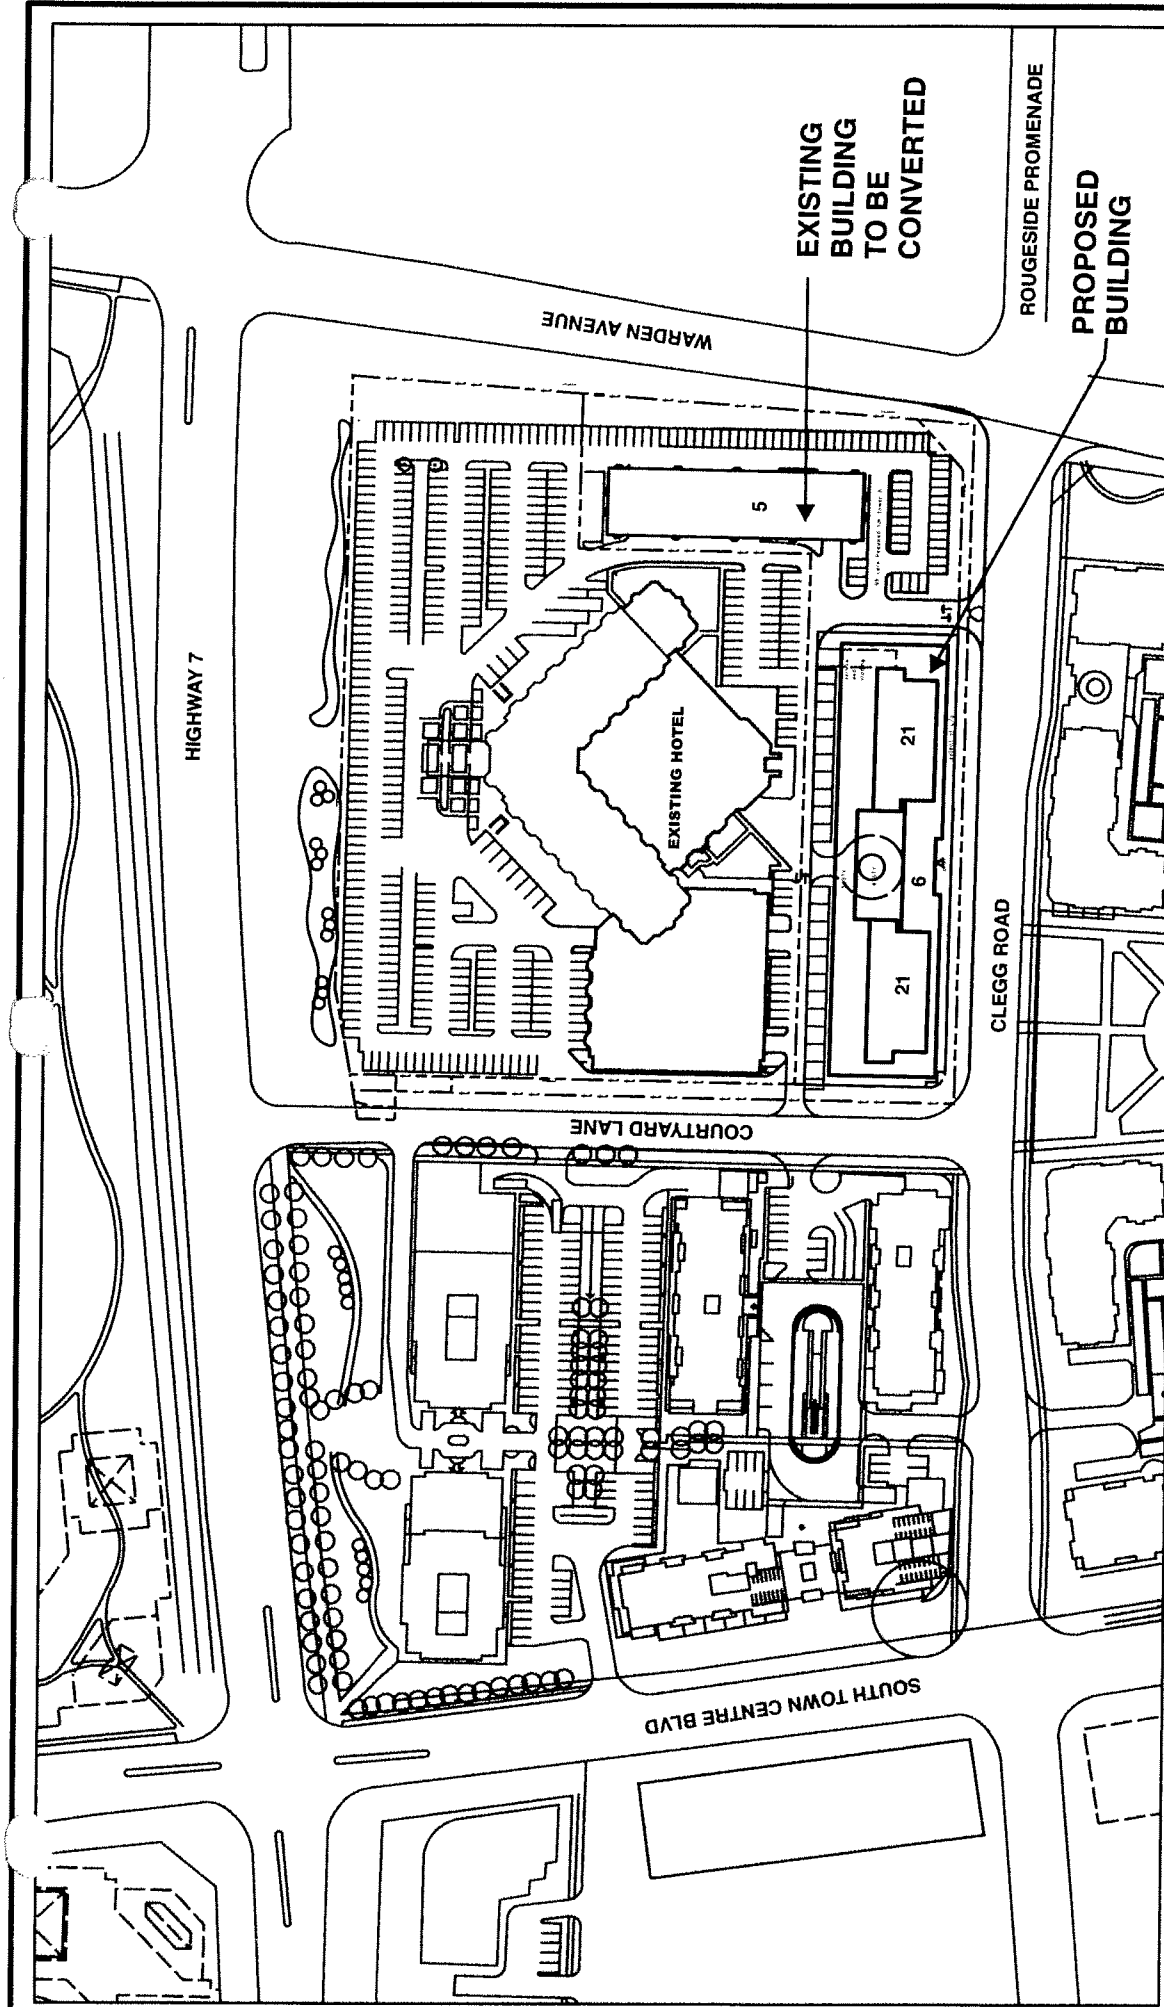 HIGHWAY 7
WARDEN AVENUE
EXISTING
BUILDING
TO BE
CONVERTED
ROUGESIDE PROMENADE
PROPOSED
BUILDING
5
EXISTING HOTEL
21
6
21
CLEGG ROAD
COURTYARD LANE
SOUTH TOWN CENTRE BLVD